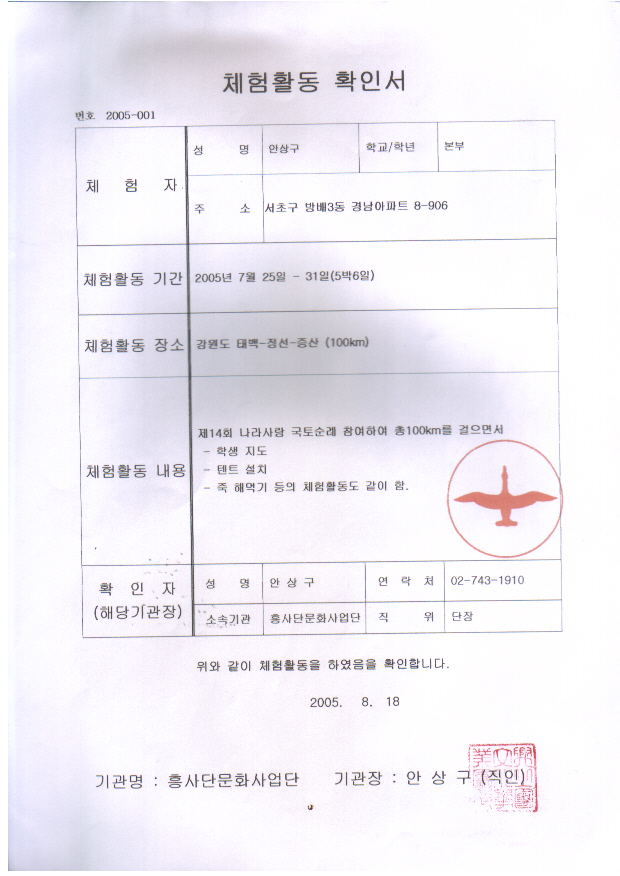 체험활동 확인서
번호 2005-001
체 험 자
성 명 안상구 학교/학년 본부
주 소 서초구 방배3동 경남아파트 8-906
체험활동 기간 2005년 7월 25일 - 31일(5박6일)
체험활동 장소 강원도 태백-정선-증산 (100km)
체험활동 내용
제14회 나라사랑 국토순례 참여하여 총100km를 걸으면서
- 학생 지도
- 텐트 설치
- 죽 해먹기 등의 체험활동도 같이 함.
확 인 자
(해당기관장)
성 명 안 상 구 연 락 처 02-743-1910
소속기관 흥사단문화사업단 직 위 단장
위와 같이 체험활동을 하였음을 확인합니다.
2005. 8. 18
기관명 : 흥사단문화사업단 기관장 : 안 상 구 (직인)